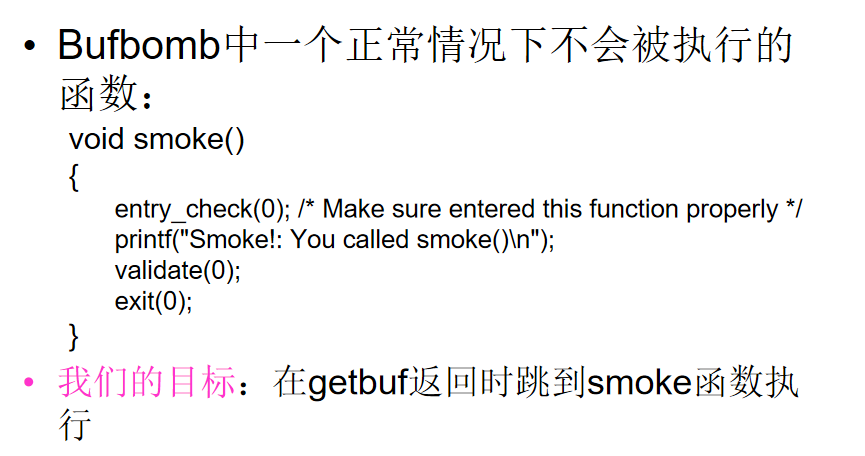 • Bufbomb中一个正常情况下不会被执行的
函数：
void smoke()
{
entry_check(0); /* Make sure entered this function properly */
printf("Smoke!: You called smoke()\n");
validate(0);
exit(0);
}
• 我们的目标：在getbuf返回时跳到smoke函数执
行